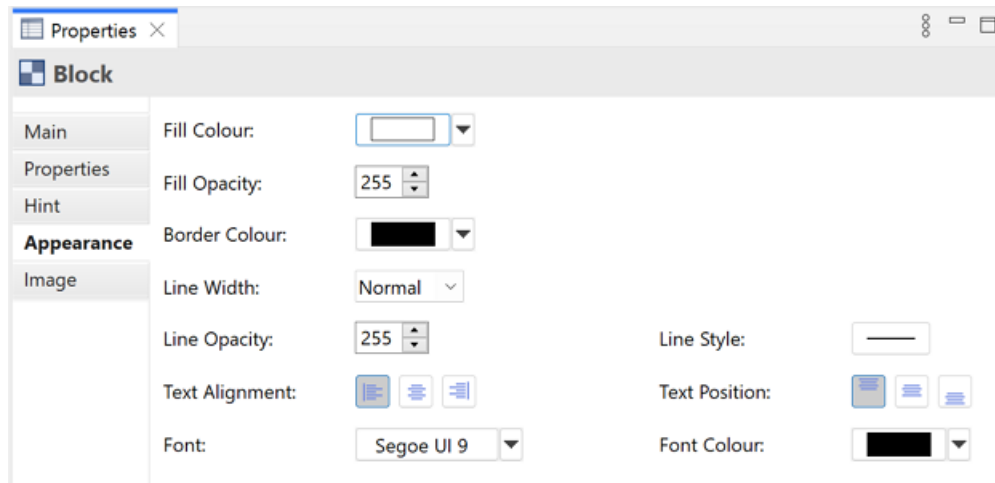 Properties
Block
Main
Properties
Hint
Appearance
Image
Fill Colour:
Fill Opacity: 255
Border Colour:
Line Width: Normal
Line Opacity: 255 Line Style:
Text Alignment: Text Position:
Font: Segoe UI 9 Font Colour: